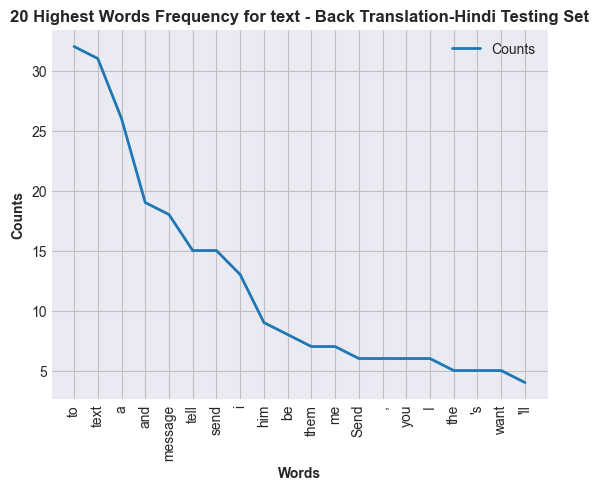 20 Highest Words Frequency for text - Back Translation-Hindi Testing Set
Counts
30
25
20
15
10
5
Counts
to
text
a
and
message
tell
send
i
him
be
them
me
Send
,
you
I
the
's
want
'll
Words